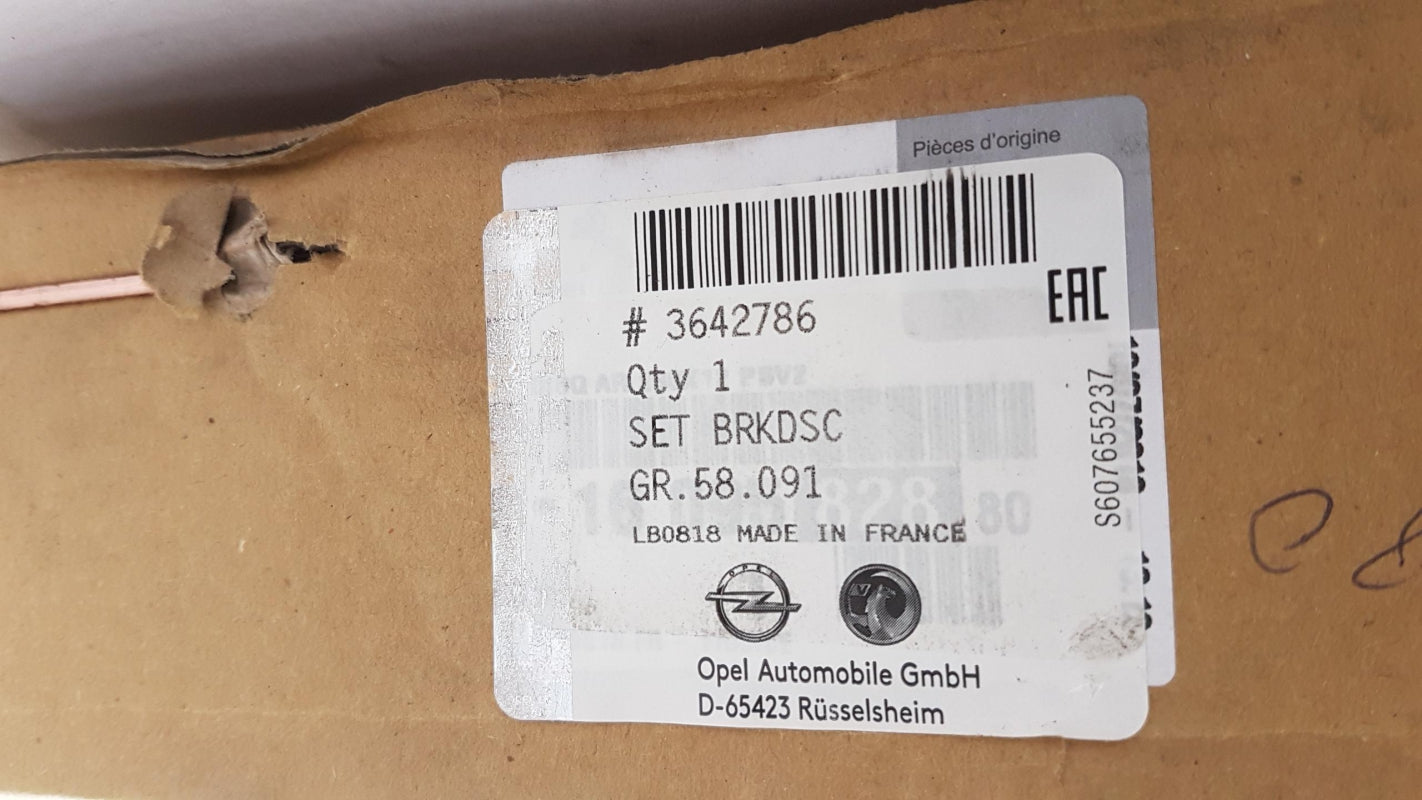 Pièces d'origine
EAC
# 3642786
Qty 1
SET BRKDSC
GR.58.091
LB0818 MADE IN FRANCE
S607655237
OPEL
Opel Automobile GmbH
D-65423 Rüsselsheim